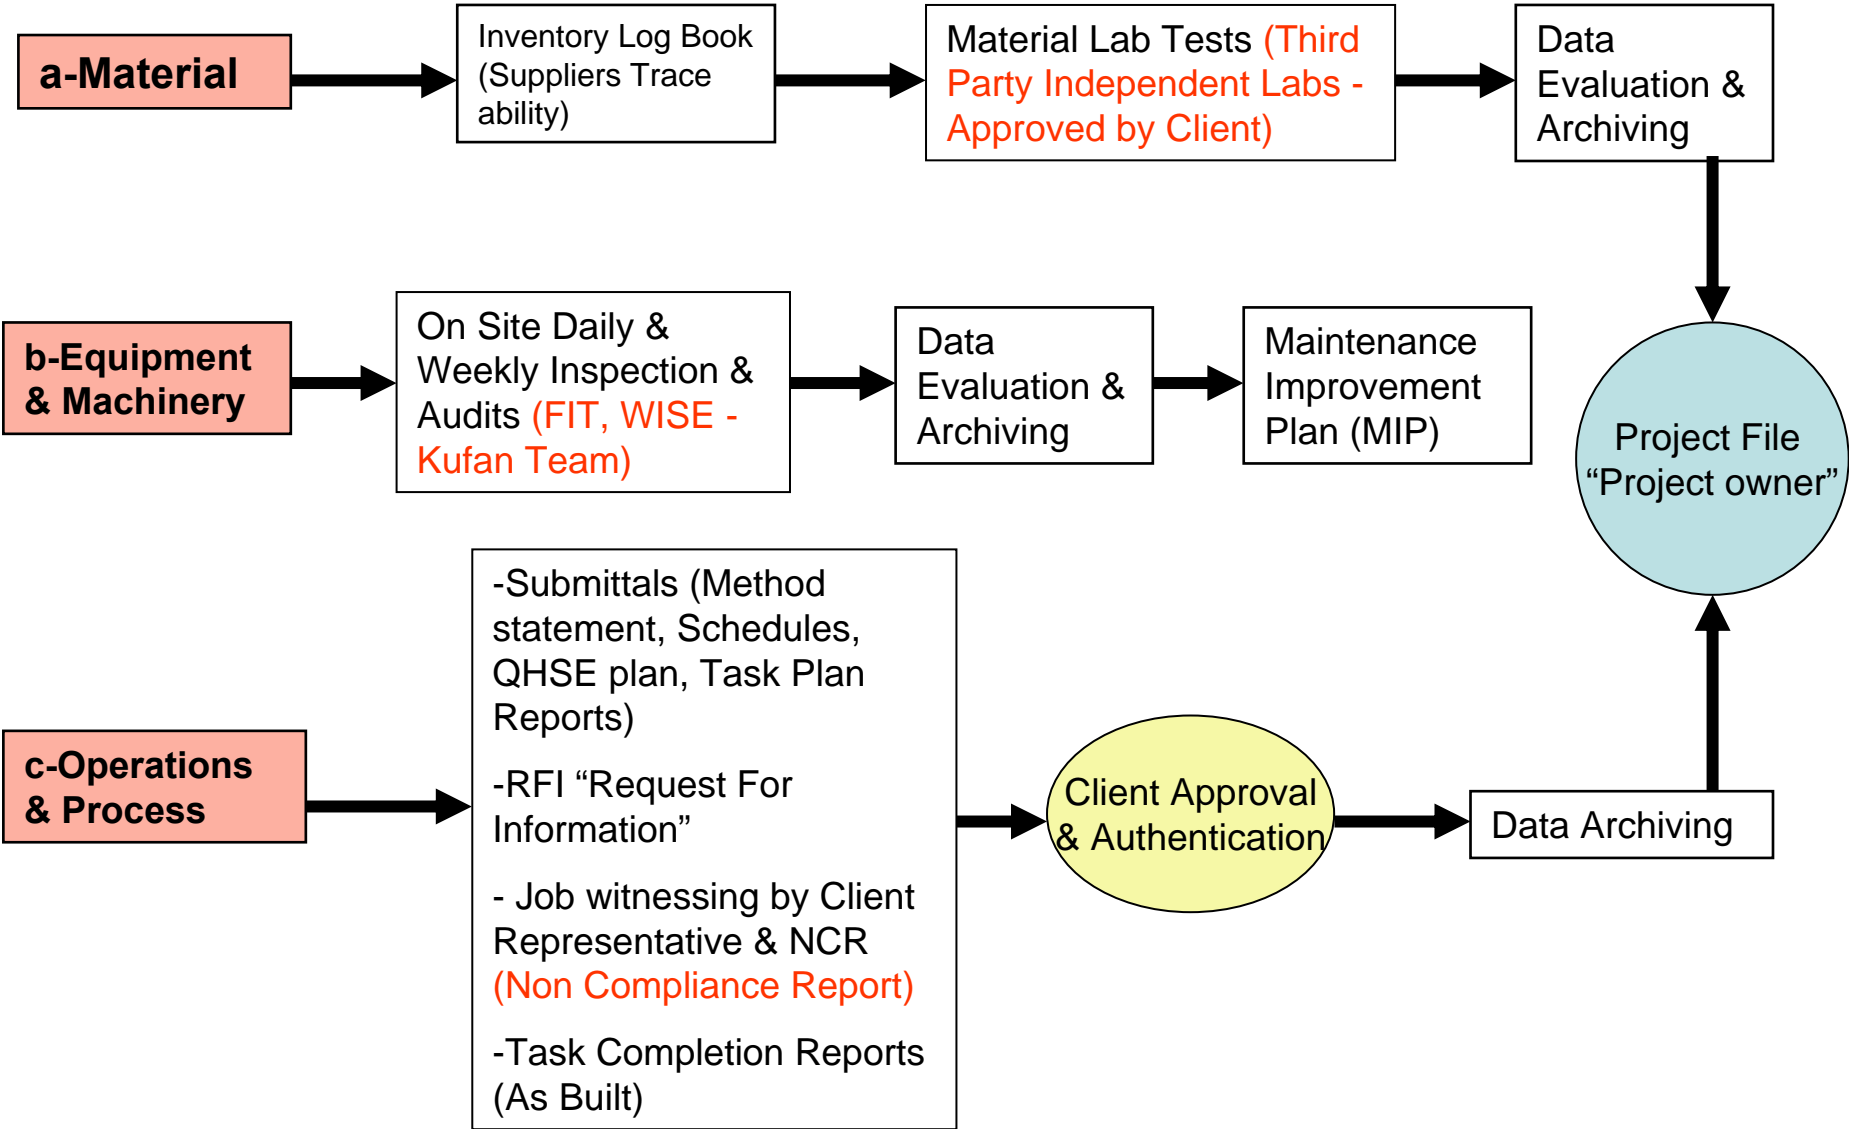 a-Material
Inventory Log Book
(Suppliers Trace
ability)
Material Lab Tests (Third
Party Independent Labs -
Approved by Client)
Data
Evaluation &
Archiving
b-Equipment
& Machinery
On Site Daily &
Weekly Inspection &
Audits (FIT, WISE -
Kufan Team)
Data
Evaluation &
Archiving
Maintenance
Improvement
Plan (MIP)
Project File
“Project owner”
c-Operations
& Process
-Submittals (Method
statement, Schedules,
QHSE plan, Task Plan
Reports)
-RFI “Request For
Information”
- Job witnessing by Client
Representative & NCR
(Non Compliance Report)
-Task Completion Reports
(As Built)
Client Approval
& Authentication
Data Archiving